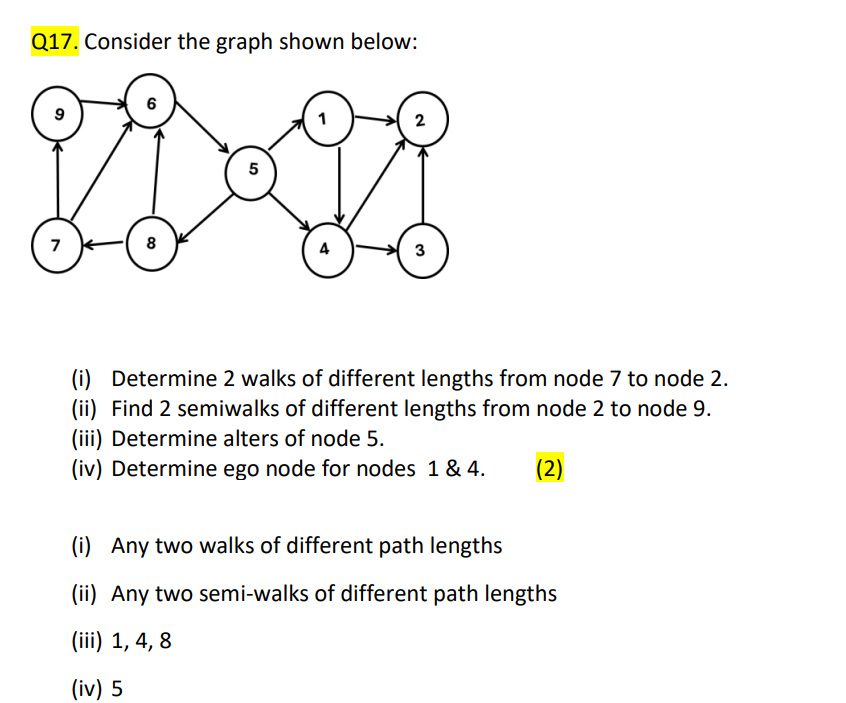 Q17. Consider the graph shown below:
9
6
1
2
5
7
8
4
3
(i) Determine 2 walks of different lengths from node 7 to node 2.
(ii) Find 2 semiwalks of different lengths from node 2 to node 9.
(iii) Determine alters of node 5.
(iv) Determine ego node for nodes 1 & 4. (2)
(i) Any two walks of different path lengths
(ii) Any two semi-walks of different path lengths
(iii) 1, 4, 8
(iv) 5